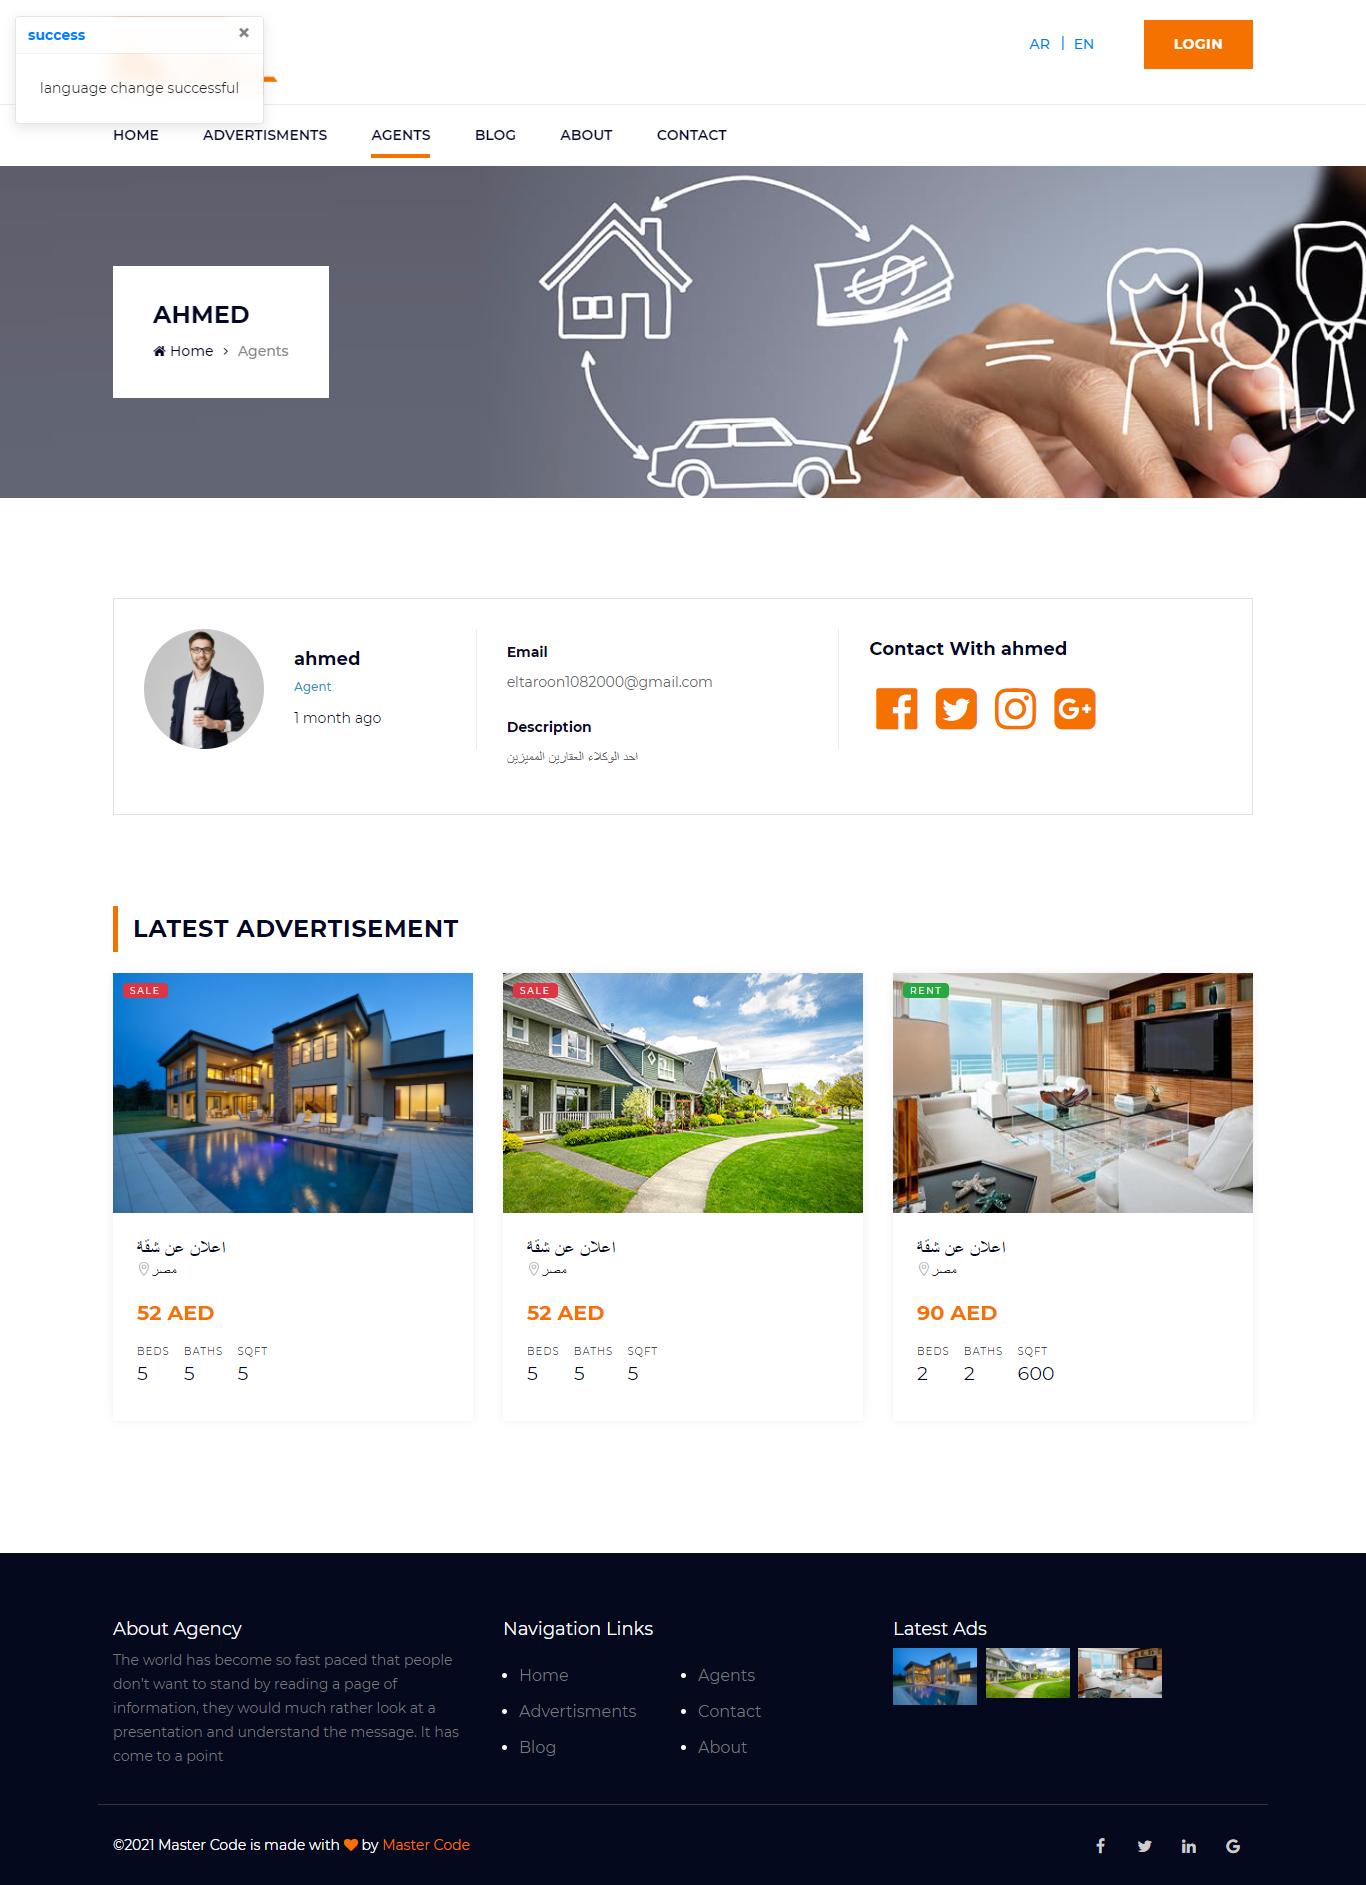 success ×
language change successful
AR | EN
LOGIN
HOME ADVERTISMENTS AGENTS BLOG ABOUT CONTACT
AHMED
Home > Agents
ahmed
Agent
1 month ago
Email
eltaroon1082000@gmail.com
Description
احد الوكلاء العقارين المميزين
Contact With ahmed
LATEST ADVERTISEMENT
SALE
اعلان عن شقة
مصر
52 AED
BEDS BATHS SQFT
5 5 5
SALE
اعلان عن شقة
مصر
52 AED
BEDS BATHS SQFT
5 5 5
RENT
اعلان عن شقة
مصر
90 AED
BEDS BATHS SQFT
2 2 600
About Agency
The world has become so fast paced that people
don't want to stand by reading a page of
information, they would much rather look at a
presentation and understand the message. It has
come to a point
Navigation Links
• Home
• Advertisments
• Blog
• Agents
• Contact
• About
Latest Ads
©2021 Master Code is made with ♥ by Master Code